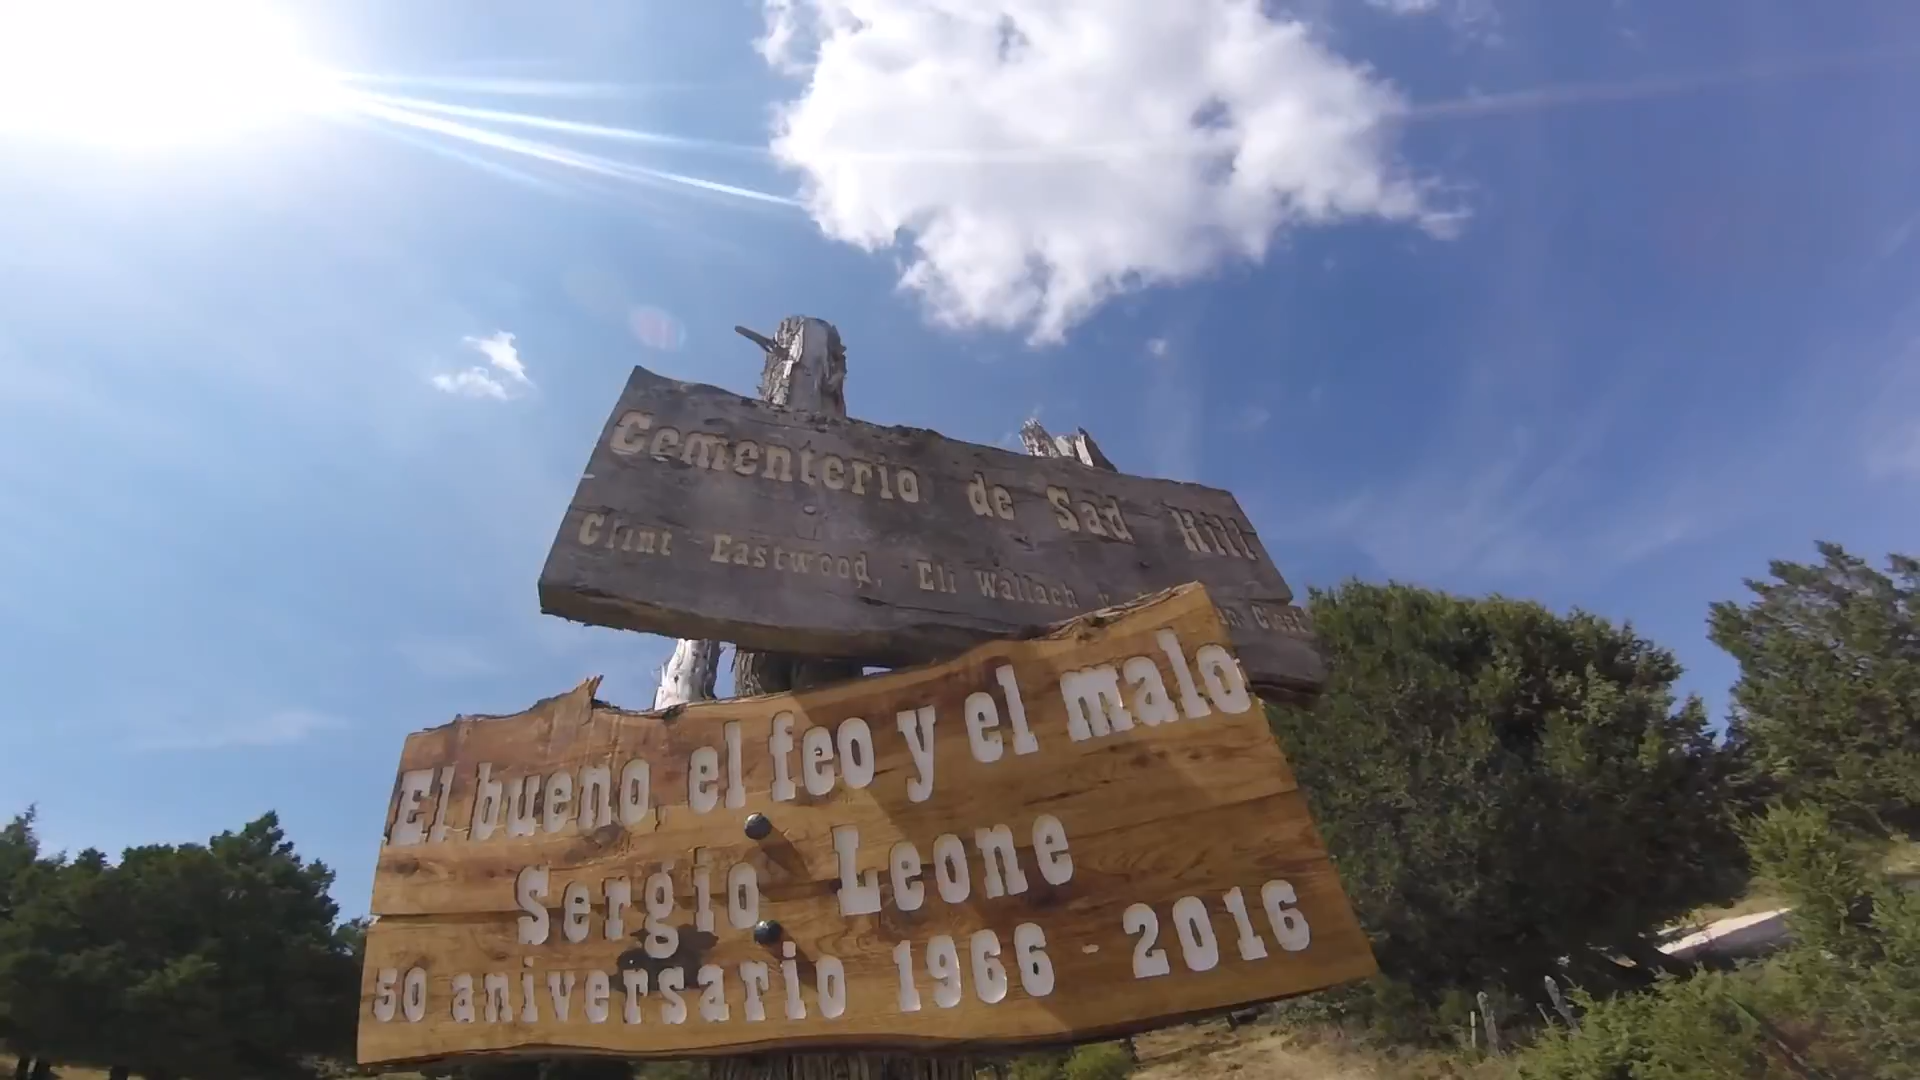 Cementerio de Sad Hill
Clint Eastwood, Eli Wallach y
El bueno, el feo y el malo
Sergio Leone
50 aniversario 1966 - 2016